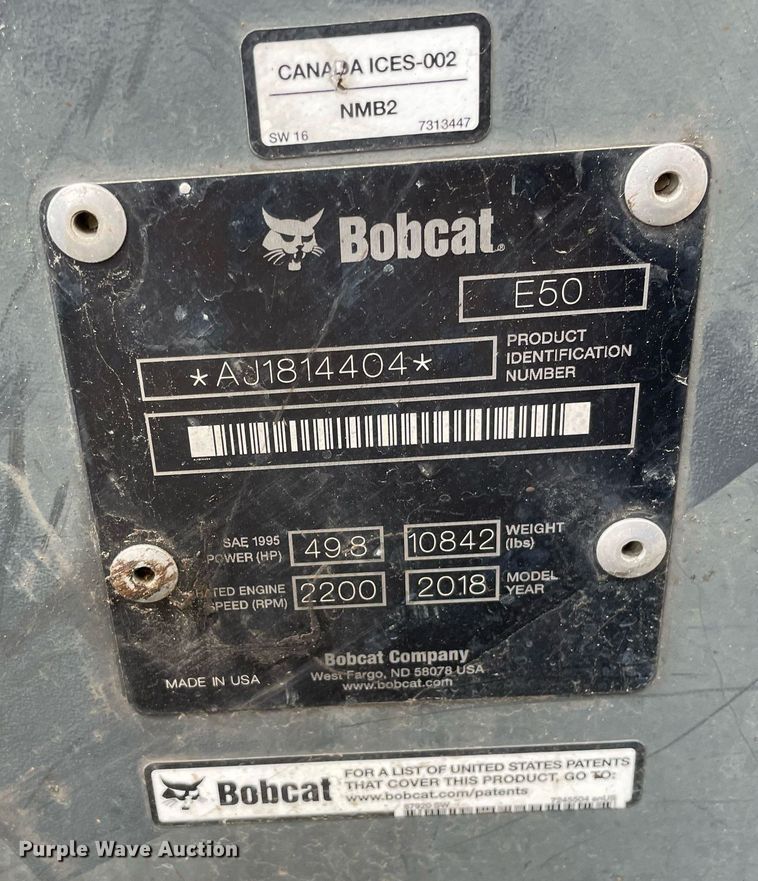 CANADA ICES-002
NMB2
SW 16 7313447
Bobcat®
E50
*AJ1814404*
PRODUCT
IDENTIFICATION
NUMBER
SAE 1995
POWER (HP)
49.8
10842
WEIGHT
(lbs)
RATED ENGINE
SPEED (RPM)
2200
2018
MODEL
YEAR
Bobcat Company
West Fargo, ND 58078 USA
www.bobcat.com
MADE IN USA
Bobcat
FOR A LIST OF UNITED STATES PATENTS
THAT COVER THIS PRODUCT, GO TO:
www.bobcat.com/patents
Purple Wave Auction